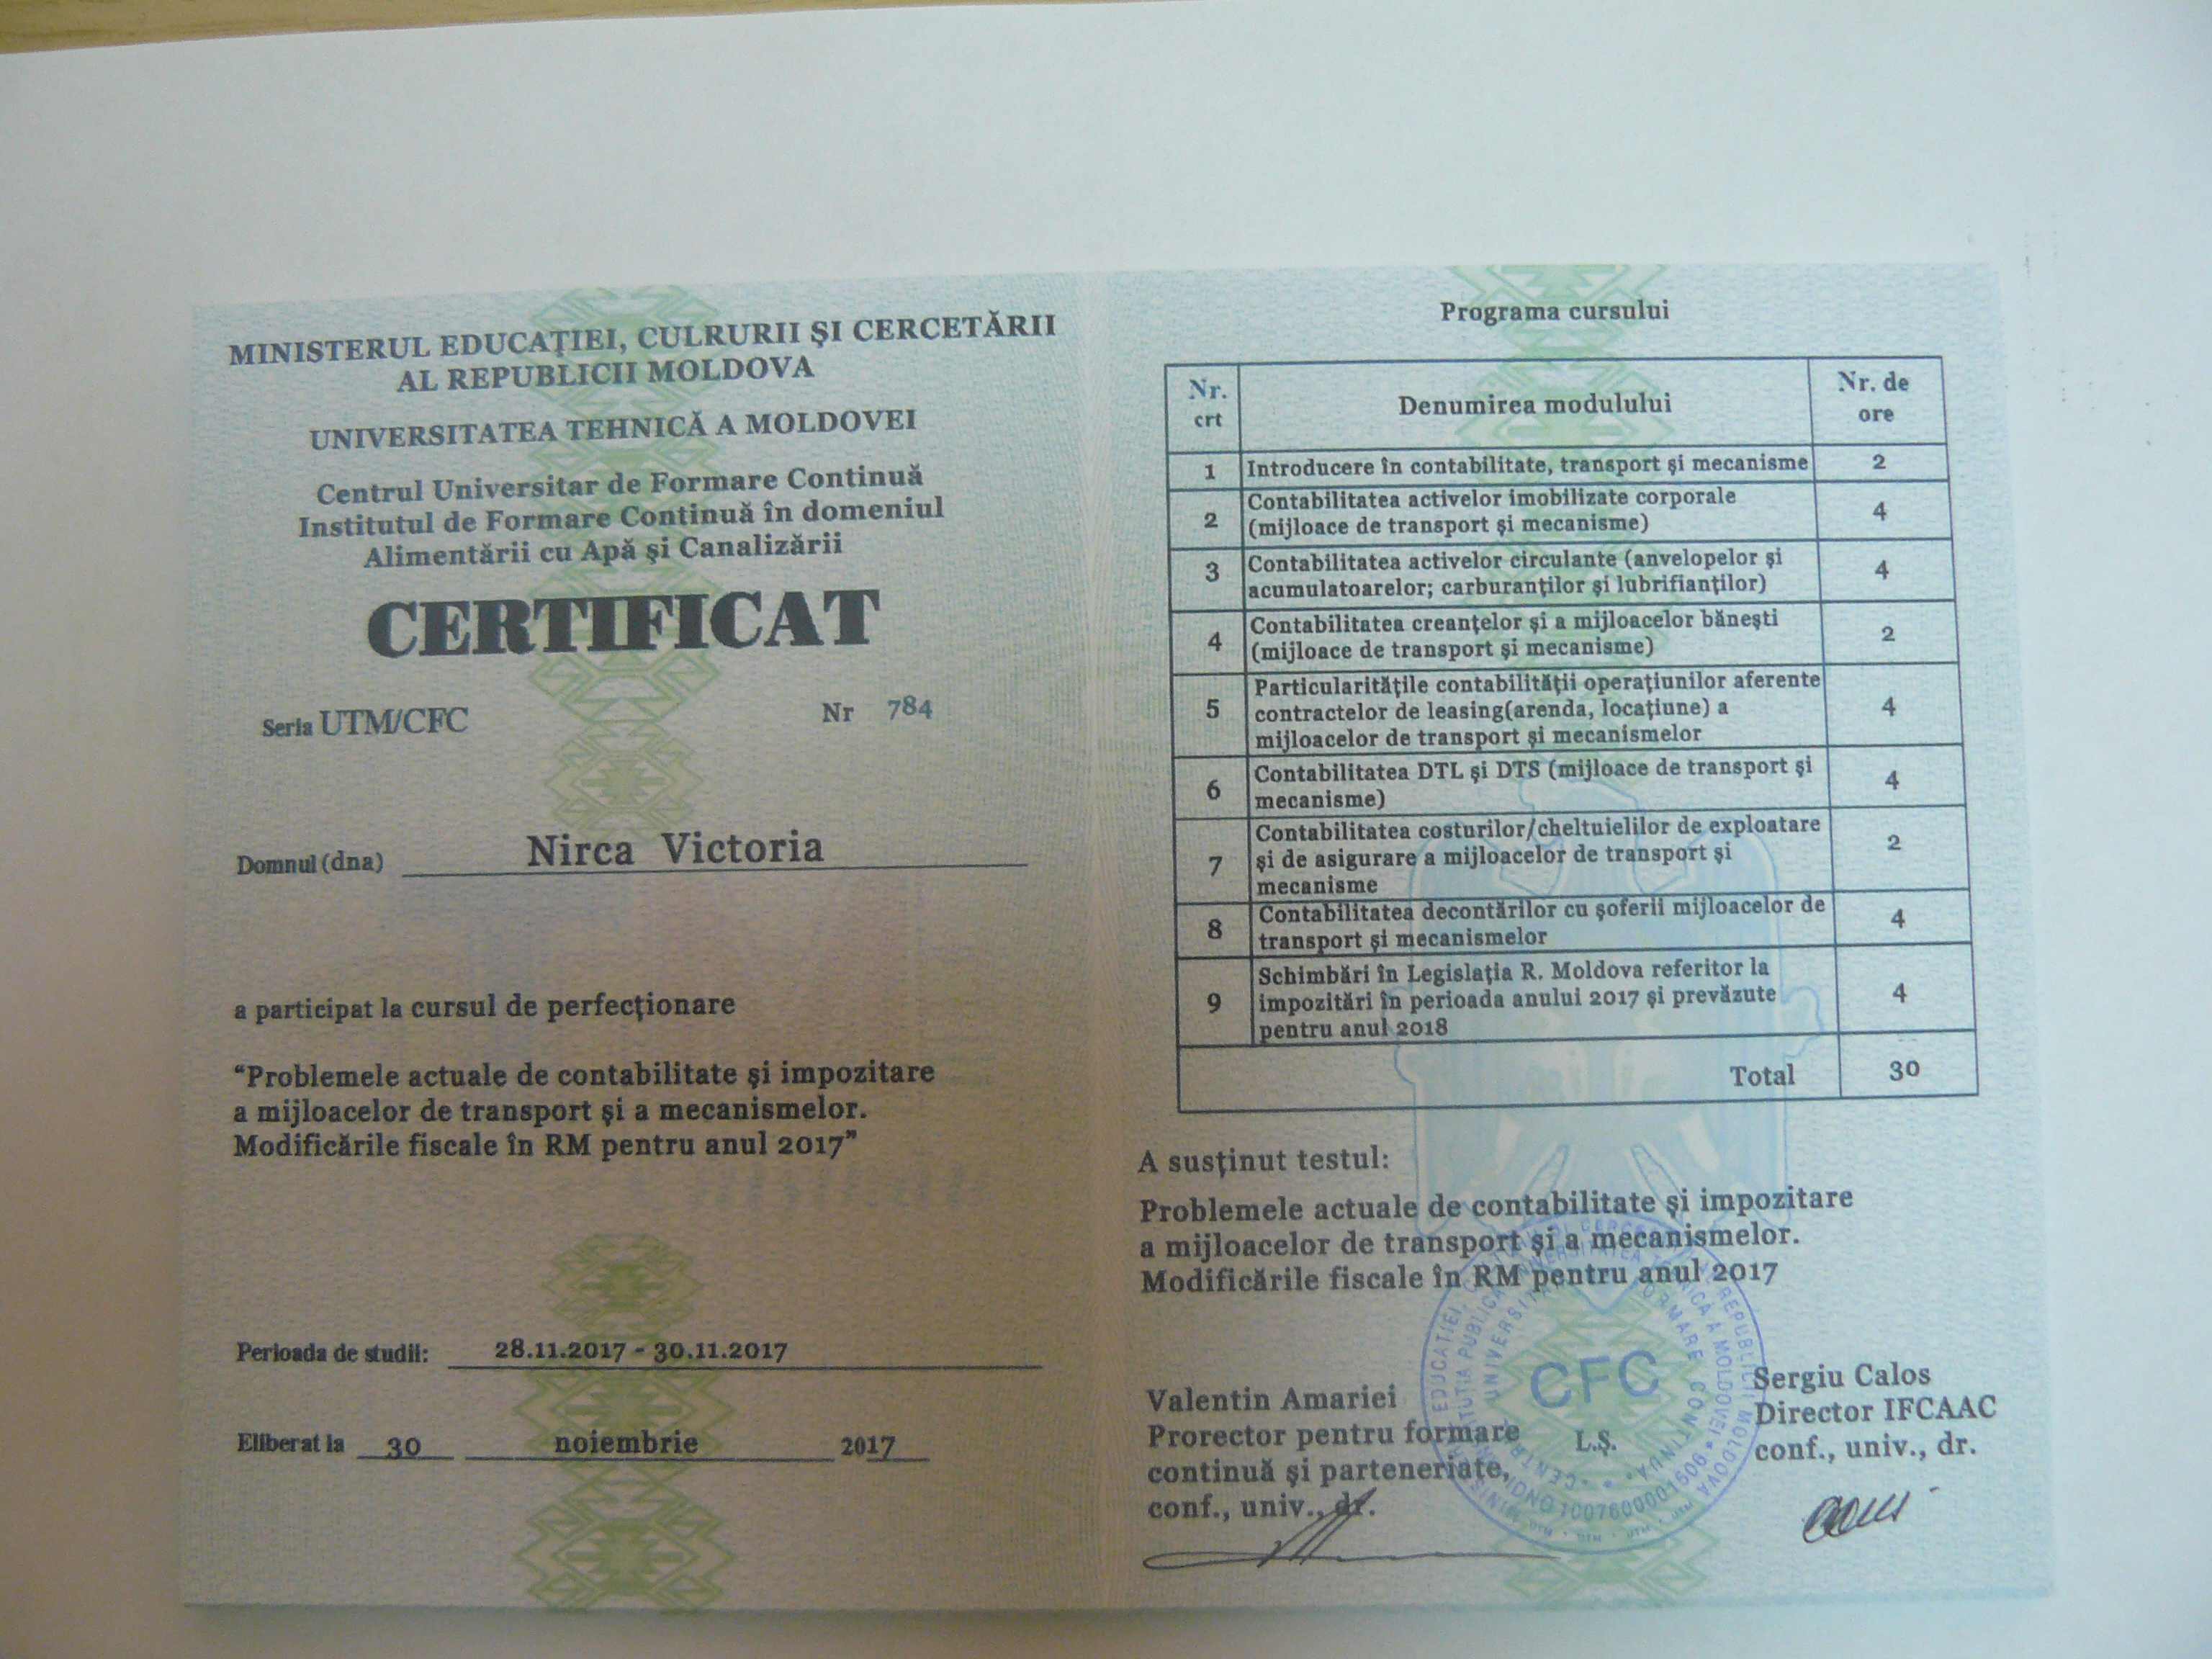 MINISTERUL EDUCAŢIEI, CULRURII ŞI CERCETĂRII
AL REPUBLICII MOLDOVA
UNIVERSITATEA TEHNICĂ A MOLDOVEI
Centrul Universitar de Formare Continuă
Institutul de Formare Continuă în domeniul
Alimentării cu Apă şi Canalizării
CERTIFICAT
Seria UTM/CFC Nr 784
Domnul (dna) Nirca Victoria
a participat la cursul de perfecţionare
“Problemele actuale de contabilitate şi impozitare
a mijloacelor de transport şi a mecanismelor.
Modificările fiscale în RM pentru anul 2017”
Perioada de studii: 28.11.2017 - 30.11.2017
Eliberat la 30 noiembrie 2017
Programa cursului
Nr. crt Denumirea modulului Nr. de ore
1 Introducere în contabilitate, transport şi mecanisme 2
2 Contabilitatea activelor imobilizate corporale
(mijloace de transport şi mecanisme) 4
3 Contabilitatea activelor circulante (anvelopelor şi
acumulatoarelor; carburanţilor şi lubrifianţilor) 4
4 Contabilitatea creanţelor şi a mijloacelor băneşti
(mijloace de transport şi mecanisme) 2
5 Particularităţile contabilităţii operaţiunilor aferente
contractelor de leasing(arenda, locaţiune) a
mijloacelor de transport şi mecanismelor 4
6 Contabilitatea DTL şi DTS (mijloace de transport şi
mecanisme) 4
7 Contabilitatea costurilor/cheltuielilor de exploatare
şi de asigurare a mijloacelor de transport şi
mecanisme 2
8 Contabilitatea decontărilor cu şoferii mijloacelor de
transport şi mecanismelor 4
9 Schimbări în Legislaţia R. Moldova referitor la
impozitări în perioada anului 2017 şi prevăzute
pentru anul 2018 4
Total 30
A susţinut testul:
Problemele actuale de contabilitate şi impozitare
a mijloacelor de transport şi a mecanismelor.
Modificările fiscale în RM pentru anul 2017
Valentin Amariei
Prorector pentru formare
continuă şi parteneriate,
conf., univ., dr.
CFC
L.Ş.
Sergiu Calos
Director IFCAAC
conf., univ., dr.